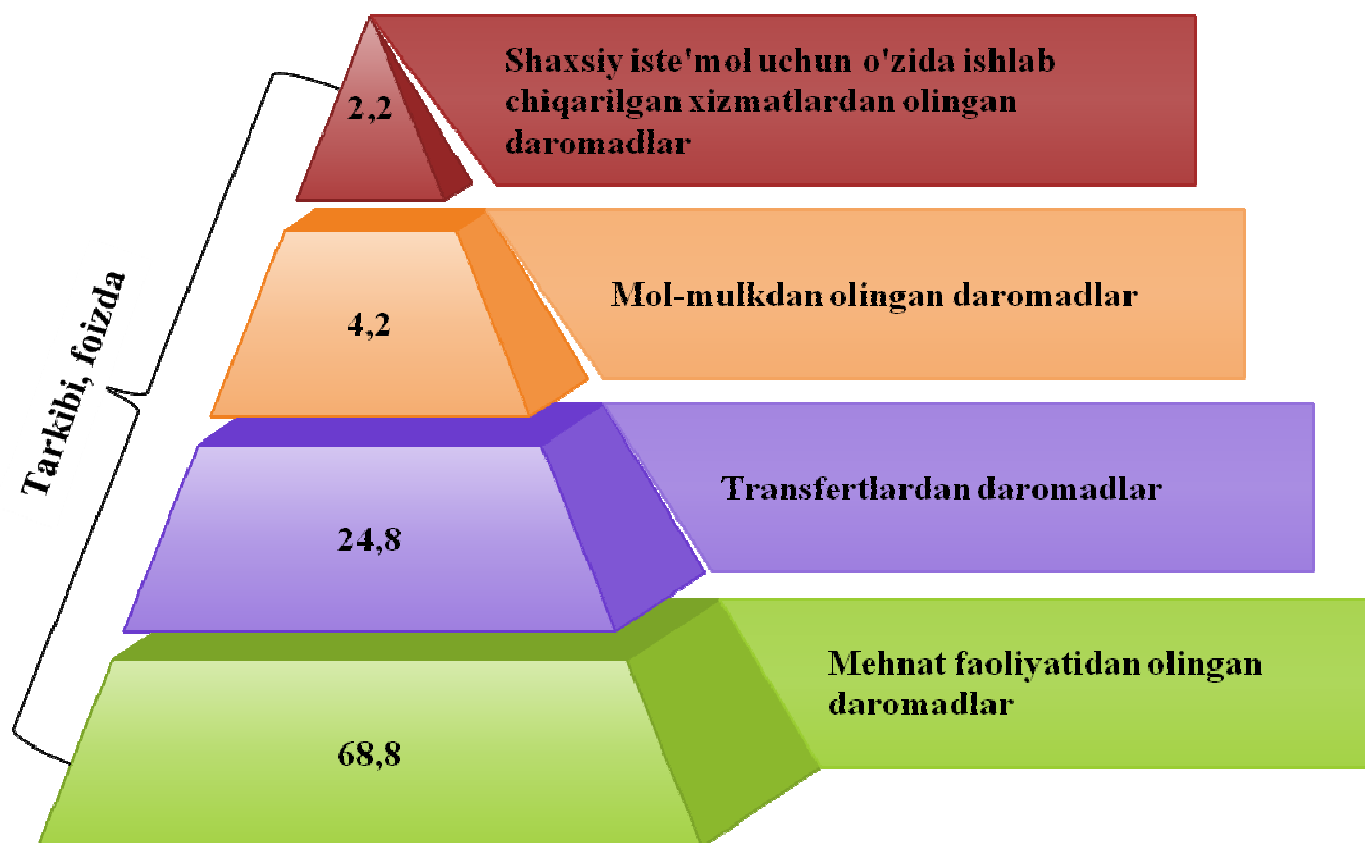 Shaxsiy iste'mol uchun o'zida ishlab
chiqarilgan xizmatlardan olingan
daromadlar
2,2
Mol-mulkdan olingan daromadlar
4,2
Tarkibi, foizda
Transfertlardan daromadlar
24,8
Mehnat faoliyatidan olingan
daromadlar
68,8